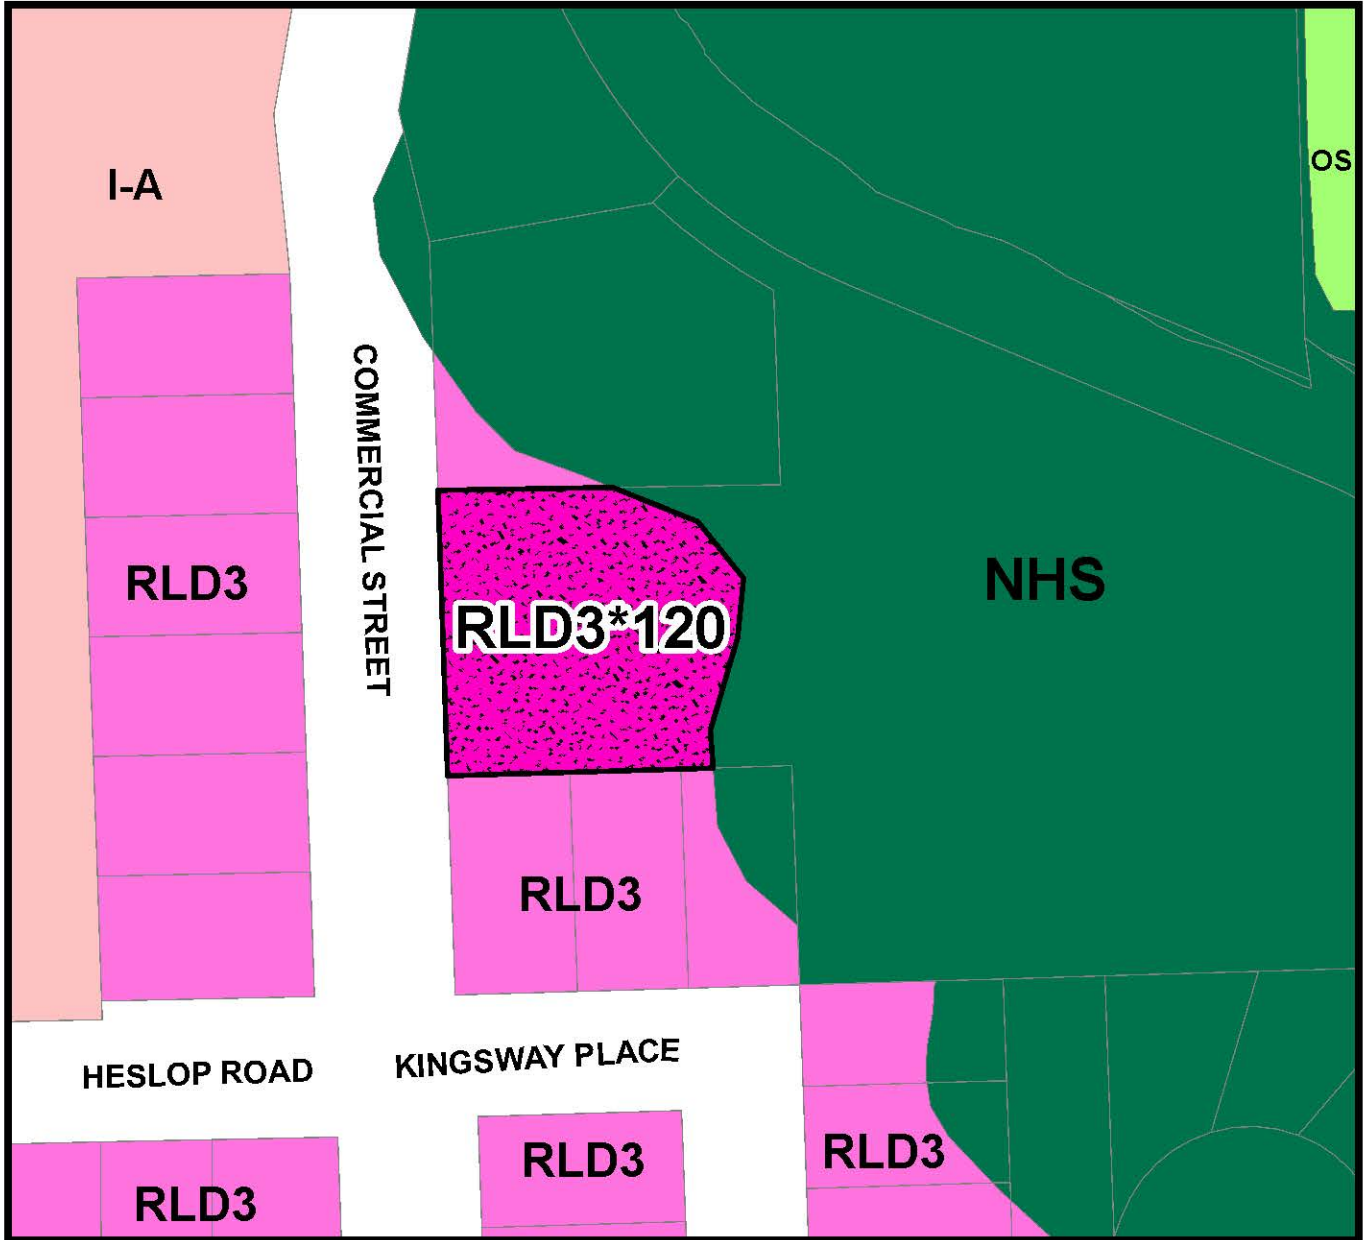 OS
I-A
COMMERCIAL STREET
RLD3
NHS
RLD3*120
RLD3
HESLOP ROAD
KINGSWAY PLACE
RLD3
RLD3
RLD3